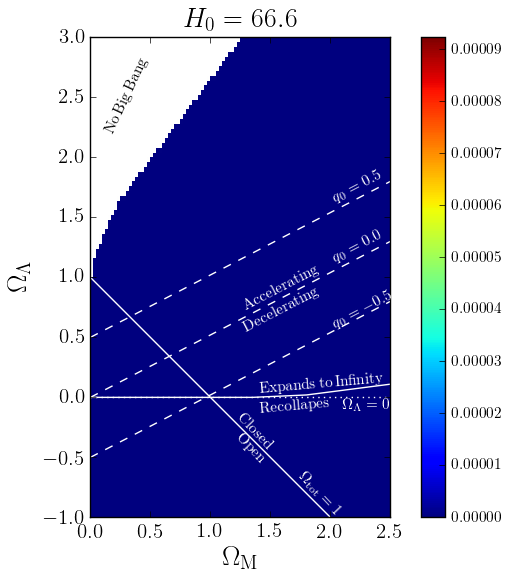 H₀ = 66.6
3.0
2.5
2.0
1.5
1.0
0.5
0.0
−0.5
−1.0
Ω_Λ
No Big Bang
q₀ = 0.5
q₀ = 0.0
Accelerating
Decelerating
q₀ = −0.5
Expands to Infinity
Recollapses
Ω_Λ = 0
Closed
Open
Ω_tot = 1
0.0 0.5 1.0 1.5 2.0 2.5
Ω_M
0.00009
0.00008
0.00007
0.00006
0.00005
0.00004
0.00003
0.00002
0.00001
0.00000